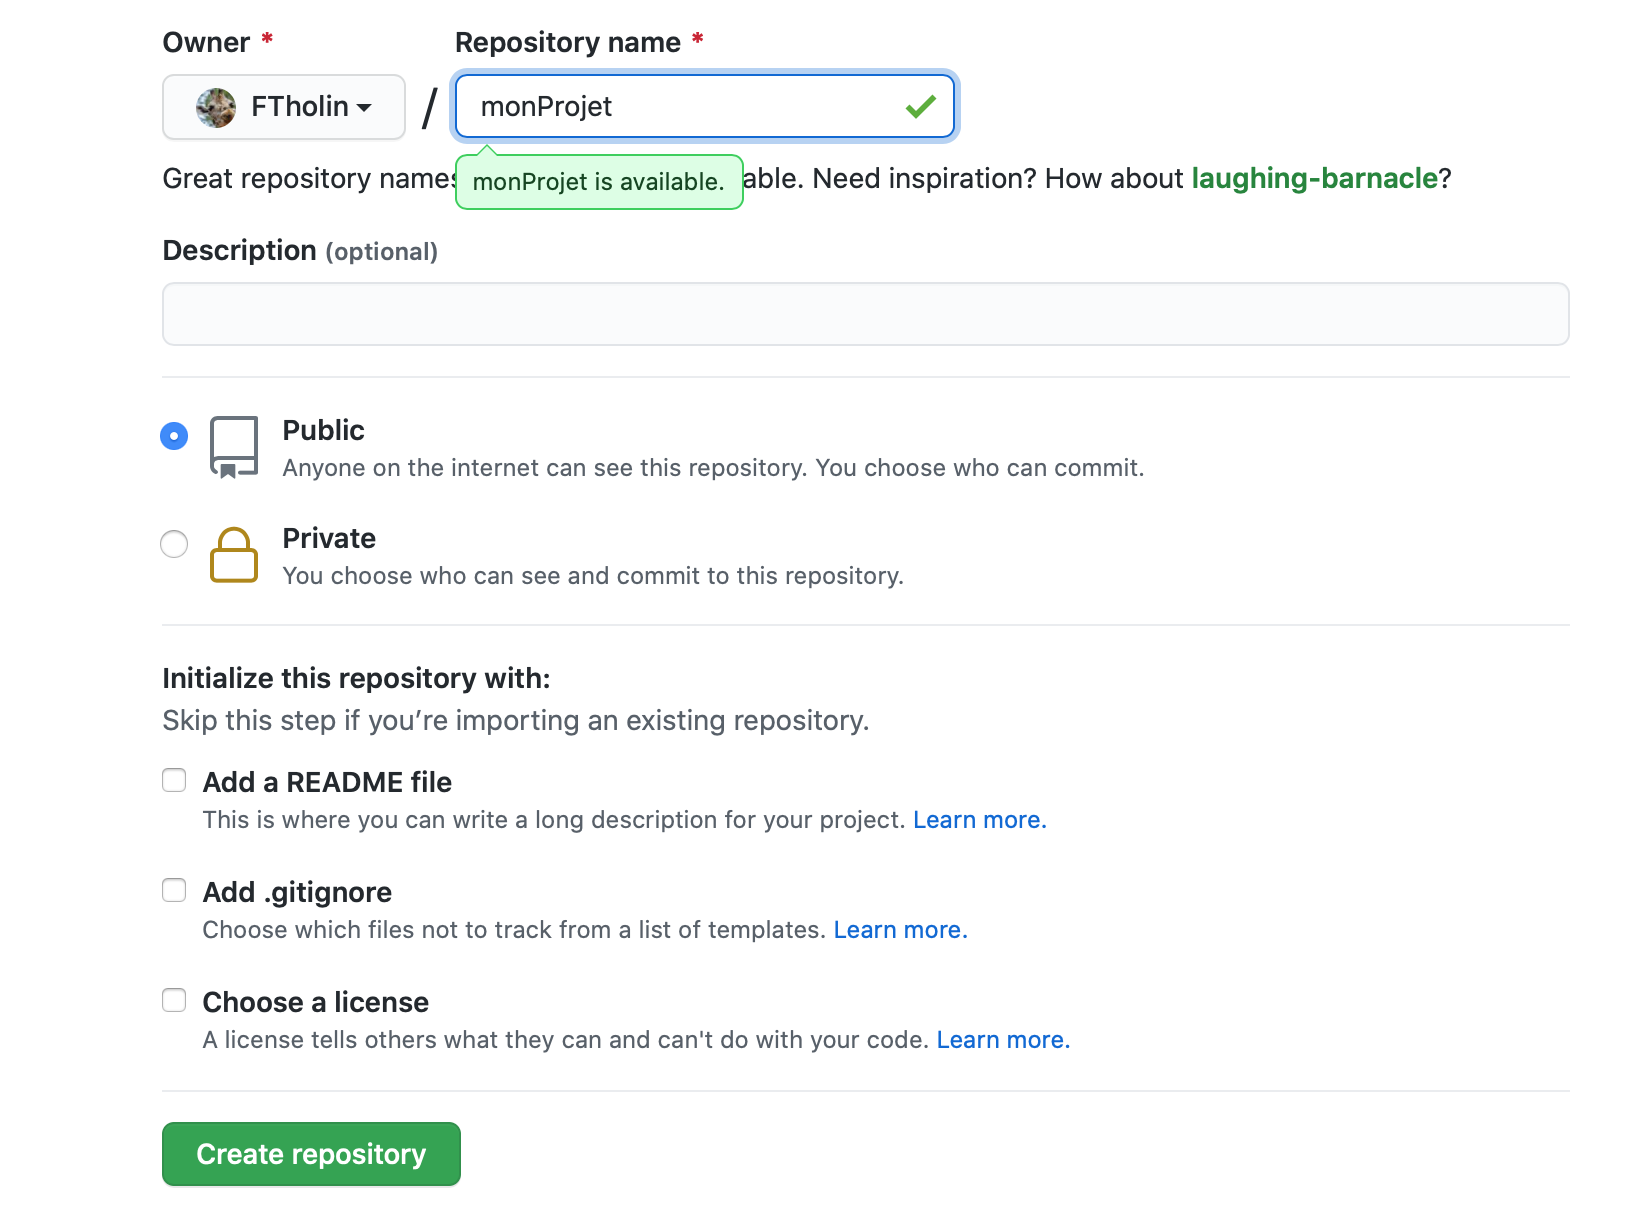 Owner *
Repository name *
FTholin
/
monProjet
Great repository names
monProjet is available.
able. Need inspiration? How about laughing-barnacle?
Description (optional)
Public
Anyone on the internet can see this repository. You choose who can commit.
Private
You choose who can see and commit to this repository.
Initialize this repository with:
Skip this step if you’re importing an existing repository.
Add a README file
This is where you can write a long description for your project. Learn more.
Add .gitignore
Choose which files not to track from a list of templates. Learn more.
Choose a license
A license tells others what they can and can't do with your code. Learn more.
Create repository